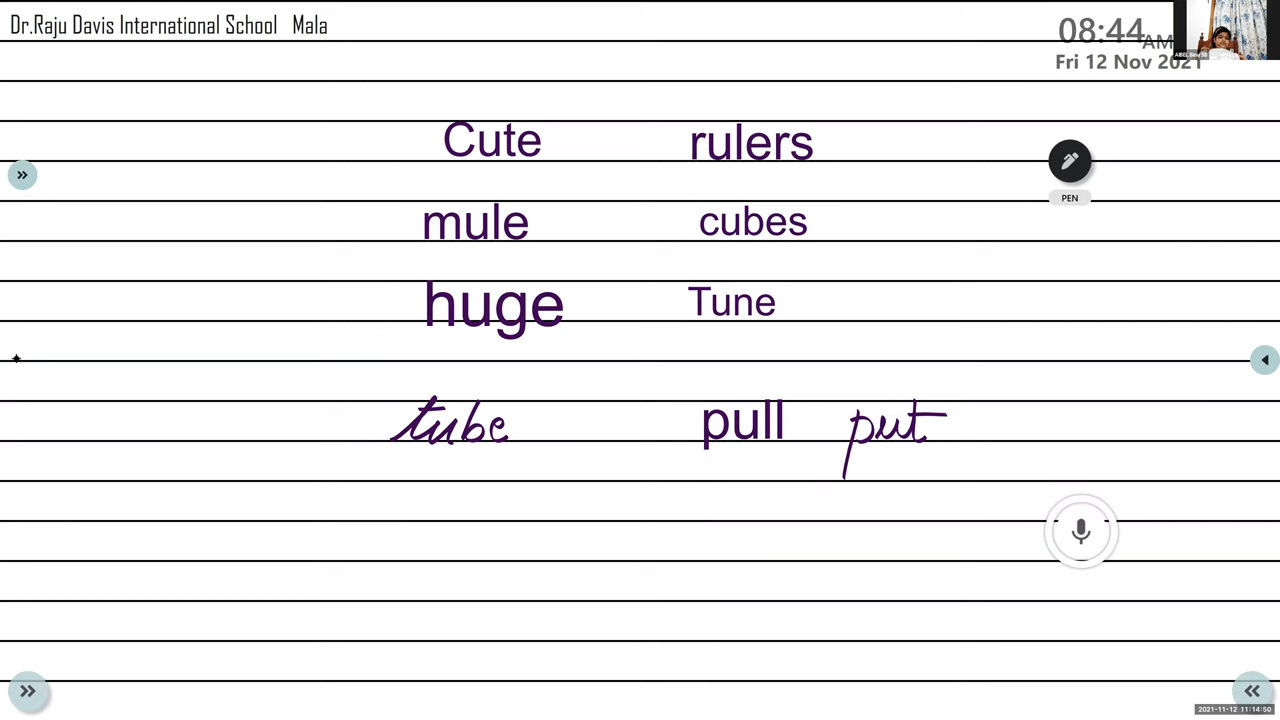 Dr.Raju Davis International School Mala
08:44 AM
Fri 12 Nov 2021
Cute rulers
PEN
mule cubes
huge Tune
tube pull put
2021-11-12 11:14:50